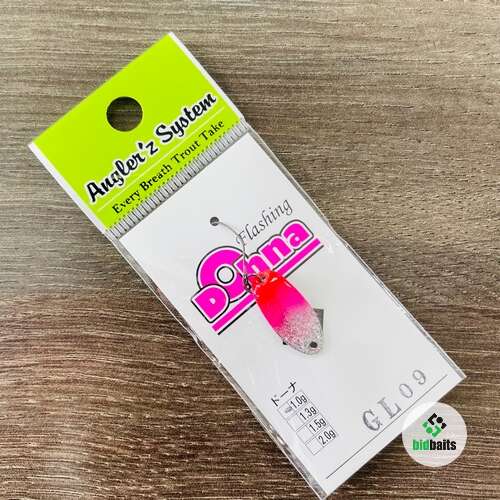 Angler'z System
Every Breath Trout Take
Flashing
Donna
ドーナ
1.0g
1.3g
1.5g
2.0g
GL09
bidbaits